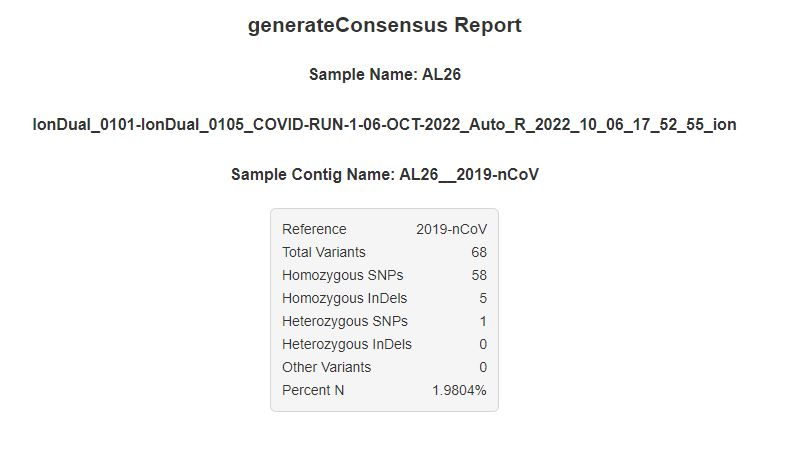 generateConsensus Report
Sample Name: AL26
IonDual_0101-IonDual_0105_COVID-RUN-1-06-OCT-2022_Auto_R_2022_10_06_17_52_55_ion
Sample Contig Name: AL26__2019-nCoV
Reference 2019-nCoV
Total Variants 68
Homozygous SNPs 58
Homozygous InDels 5
Heterozygous SNPs 1
Heterozygous InDels 0
Other Variants 0
Percent N 1.9804%